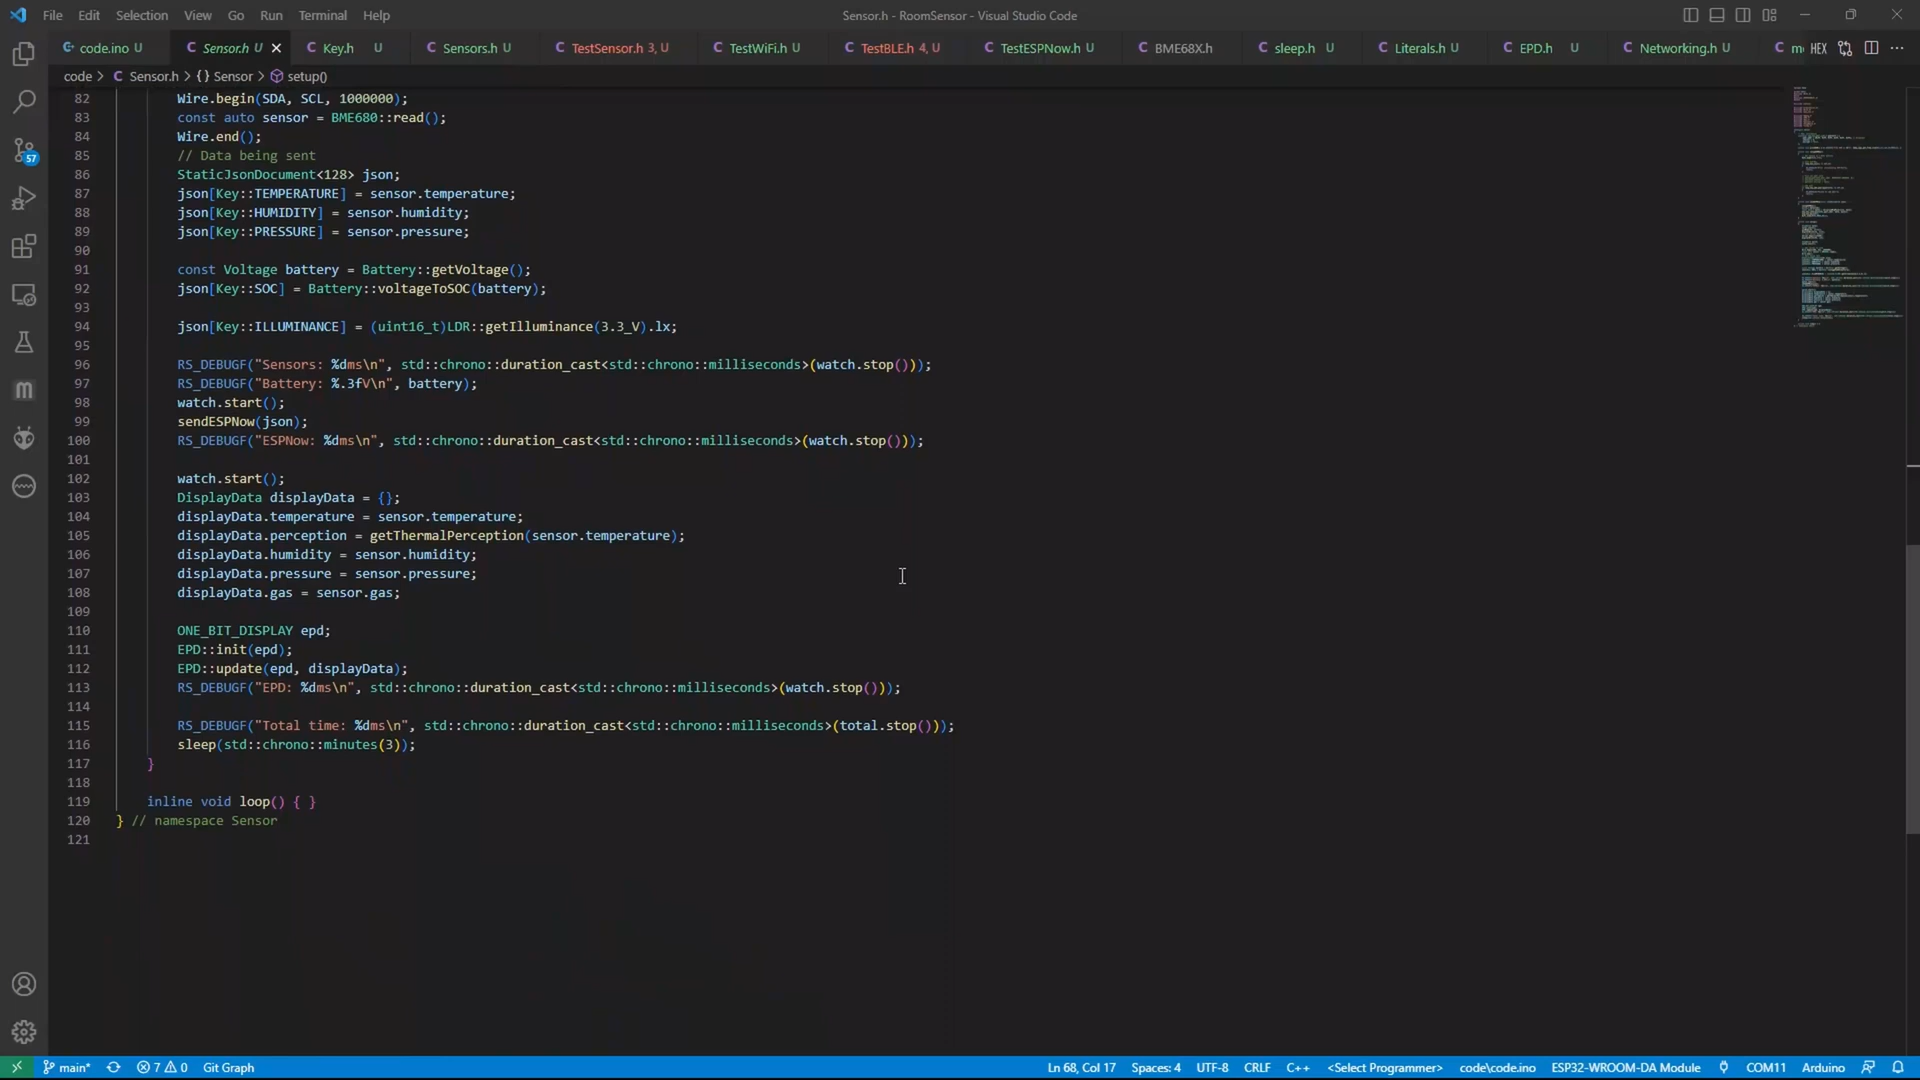 File Edit Selection View Go Run Terminal Help
Sensor.h - RoomSensor - Visual Studio Code
code.ino U Sensor.h U Key.h U Sensors.h U TestSensor.h 3, U TestWiFi.h U TestBLE.h 4, U TestESPNow.h U BME68X.h sleep.h U Literals.h U EPD.h U Networking.h U HEX
code > C Sensor.h > {} Sensor > setup()
82 Wire.begin(SDA, SCL, 1000000);
83 const auto sensor = BME680::read();
84 Wire.end();
85 // Data being sent
86 StaticJsonDocument<128> json;
87 json[Key::TEMPERATURE] = sensor.temperature;
88 json[Key::HUMIDITY] = sensor.humidity;
89 json[Key::PRESSURE] = sensor.pressure;
90
91 const Voltage battery = Battery::getVoltage();
92 json[Key::SOC] = Battery::voltageToSOC(battery);
93
94 json[Key::ILLUMINANCE] = (uint16_t)LDR::getIlluminance(3.3_V).lx;
95
96 RS_DEBUGF("Sensors: %dms\n", std::chrono::duration_cast<std::chrono::milliseconds>(watch.stop()));
97 RS_DEBUGF("Battery: %.3fV\n", battery);
98 watch.start();
99 sendESPNow(json);
100 RS_DEBUGF("ESPNow: %dms\n", std::chrono::duration_cast<std::chrono::milliseconds>(watch.stop()));
101
102 watch.start();
103 DisplayData displayData = {};
104 displayData.temperature = sensor.temperature;
105 displayData.perception = getThermalPerception(sensor.temperature);
106 displayData.humidity = sensor.humidity;
107 displayData.pressure = sensor.pressure;
108 displayData.gas = sensor.gas;
109
110 ONE_BIT_DISPLAY epd;
111 EPD::init(epd);
112 EPD::update(epd, displayData);
113 RS_DEBUGF("EPD: %dms\n", std::chrono::duration_cast<std::chrono::milliseconds>(watch.stop()));
114
115 RS_DEBUGF("Total time: %dms\n", std::chrono::duration_cast<std::chrono::milliseconds>(total.stop()));
116 sleep(std::chrono::minutes(3));
117 }
118
119 inline void loop() { }
120 } // namespace Sensor
121
57
main* 7 0 Git Graph
Ln 68, Col 17 Spaces: 4 UTF-8 CRLF C++ <Select Programmer> code\code.ino ESP32-WROOM-DA Module COM11 Arduino